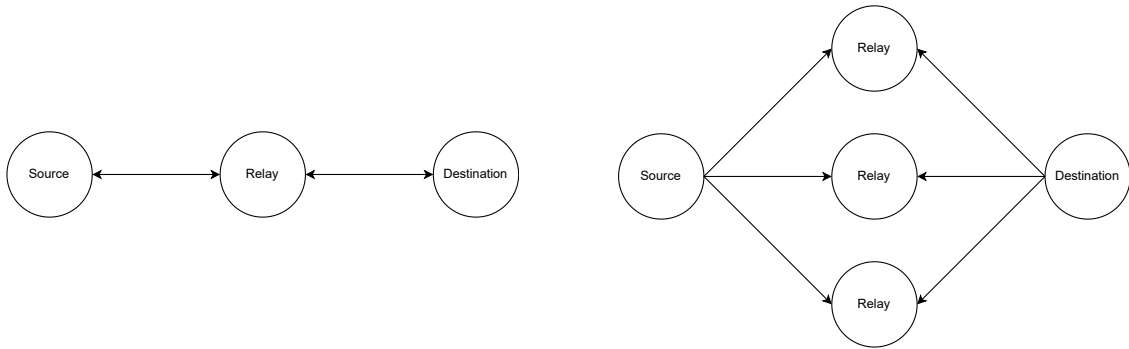 Source
Relay
Destination
Relay
Source
Relay
Destination
Relay